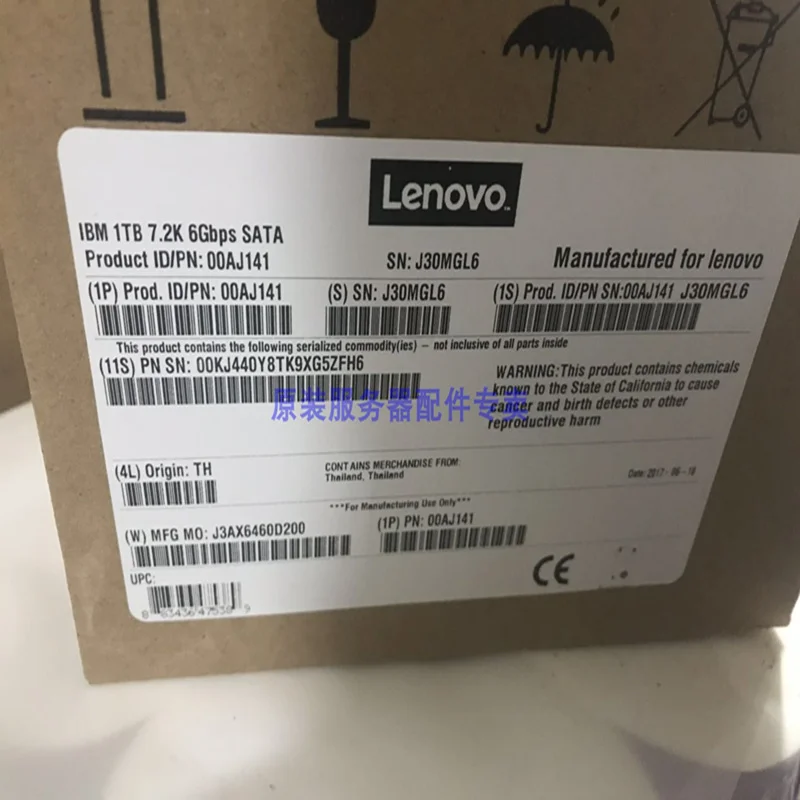 Lenovo
IBM 1TB 7.2K 6Gbps SATA
Product ID/PN: 00AJ141 SN: J30MGL6 Manufactured for lenovo
(1P) Prod. ID/PN: 00AJ141 (S) SN: J30MGL6 (1S) Prod. ID/PN SN:00AJ141 J30MGL6
This product contains the following serialized commodity(ies) – not inclusive of all parts inside
(11S) PN SN: 00KJ440Y8TK9XG5ZFH6
WARNING:This product contains chemicals
known to the State of California to cause
cancer and birth defects or other
reproductive harm
原装服务器配件专卖
(4L) Origin: TH
CONTAINS MERCHANDISE FROM:
Thailand, Thailand
Date: 2017-06-10
***For Manufacturing Use Only***
(W) MFG MO: J3AX6460D200
(1P) PN: 00AJ141
UPC:
CE